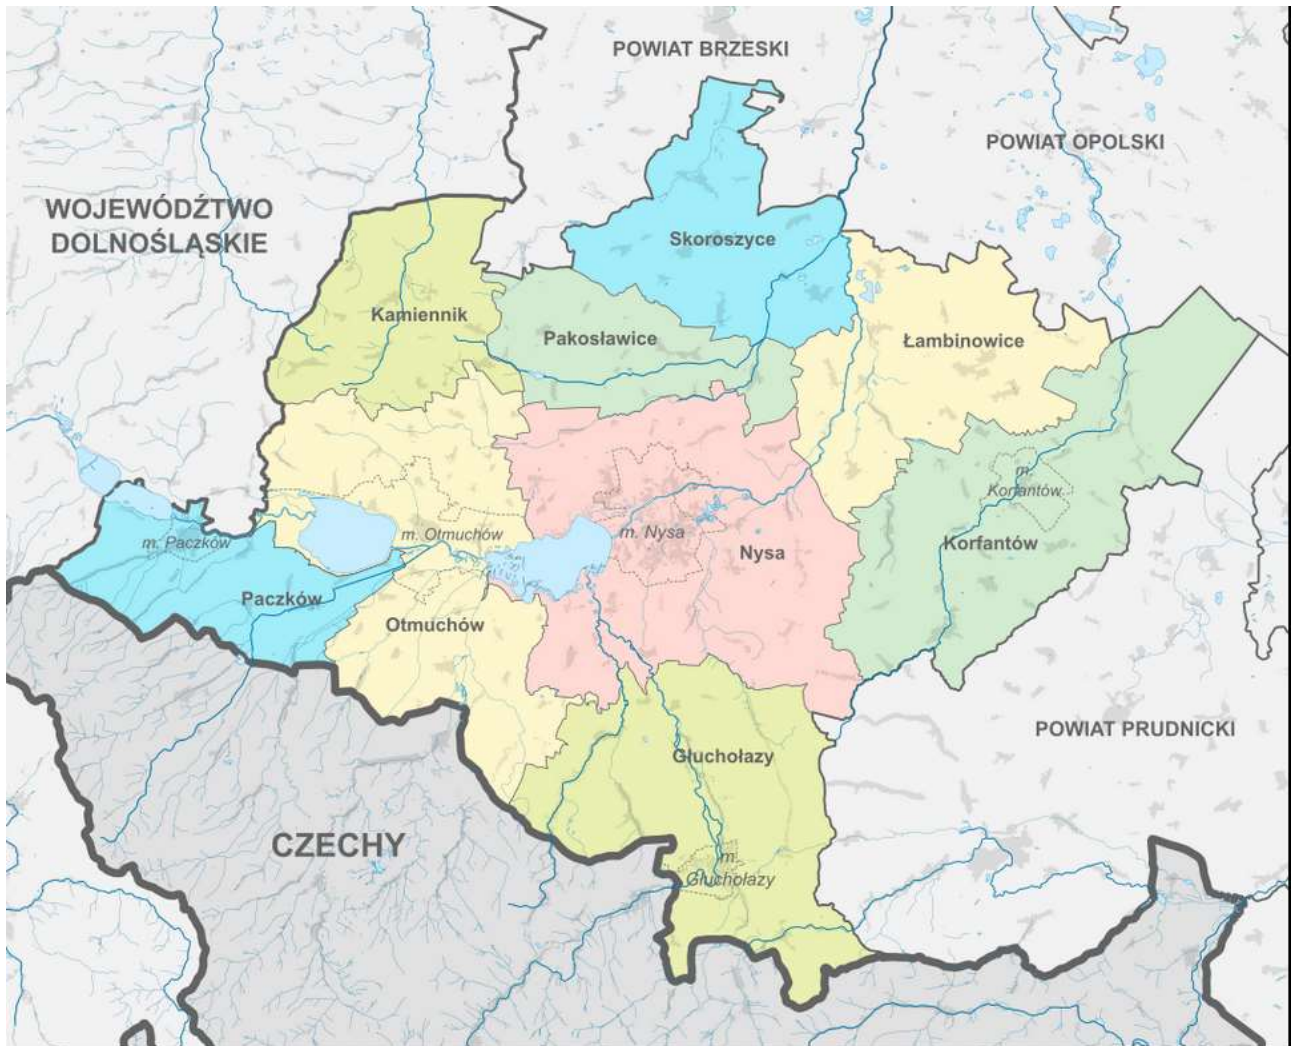 POWIAT BRZESKI
POWIAT OPOLSKI
WOJEWÓDŹTWO
DOLNOŚLĄSKIE
Skoroszyce
Kamiennik
Pakosławice
Łambinowice
m.
Korfantów
m. Paczków
m. Otmuchów
m. Nysa
Nysa
Korfantów
Paczków
Otmuchów
POWIAT PRUDNICKI
Głuchołazy
CZECHY
m.
Głuchołazy